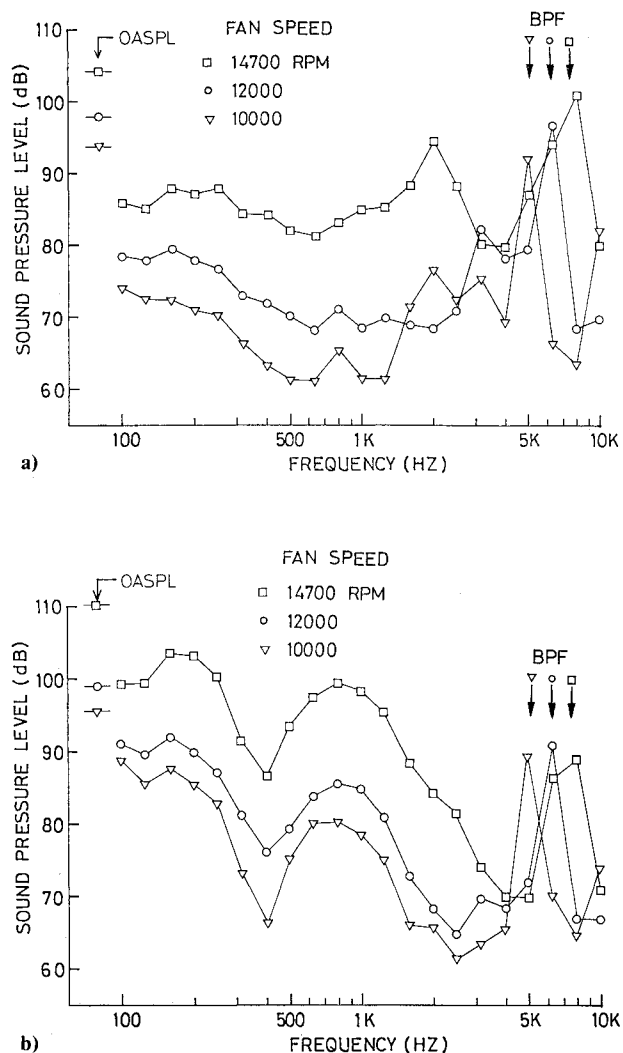 110
100
90
80
70
60
SOUND PRESSURE LEVEL (dB)
OASPL
FAN SPEED
14700 RPM
12000
10000
BPF
100
500
1K
5K
10K
FREQUENCY (HZ)
a)
110
100
90
80
70
60
SOUND PRESSURE LEVEL (dB)
OASPL
FAN SPEED
14700 RPM
12000
10000
BPF
100
500
1K
5K
10K
FREQUENCY (HZ)
b)